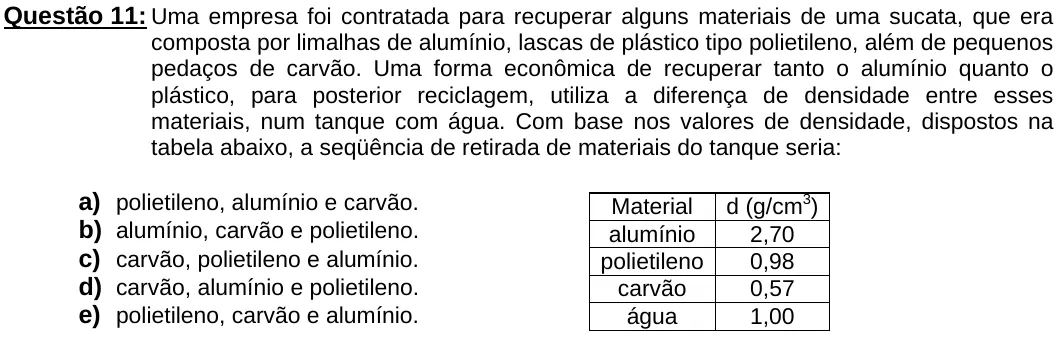 Questão 11: Uma empresa foi contratada para recuperar alguns materiais de uma sucata, que era
composta por limalhas de alumínio, lascas de plástico tipo polietileno, além de pequenos
pedaços de carvão. Uma forma econômica de recuperar tanto o alumínio quanto o
plástico, para posterior reciclagem, utiliza a diferença de densidade entre esses
materiais, num tanque com água. Com base nos valores de densidade, dispostos na
tabela abaixo, a seqüência de retirada de materiais do tanque seria:
a) polietileno, alumínio e carvão.
b) alumínio, carvão e polietileno.
c) carvão, polietileno e alumínio.
d) carvão, alumínio e polietileno.
e) polietileno, carvão e alumínio.
Material d (g/cm³)
alumínio 2,70
polietileno 0,98
carvão 0,57
água 1,00